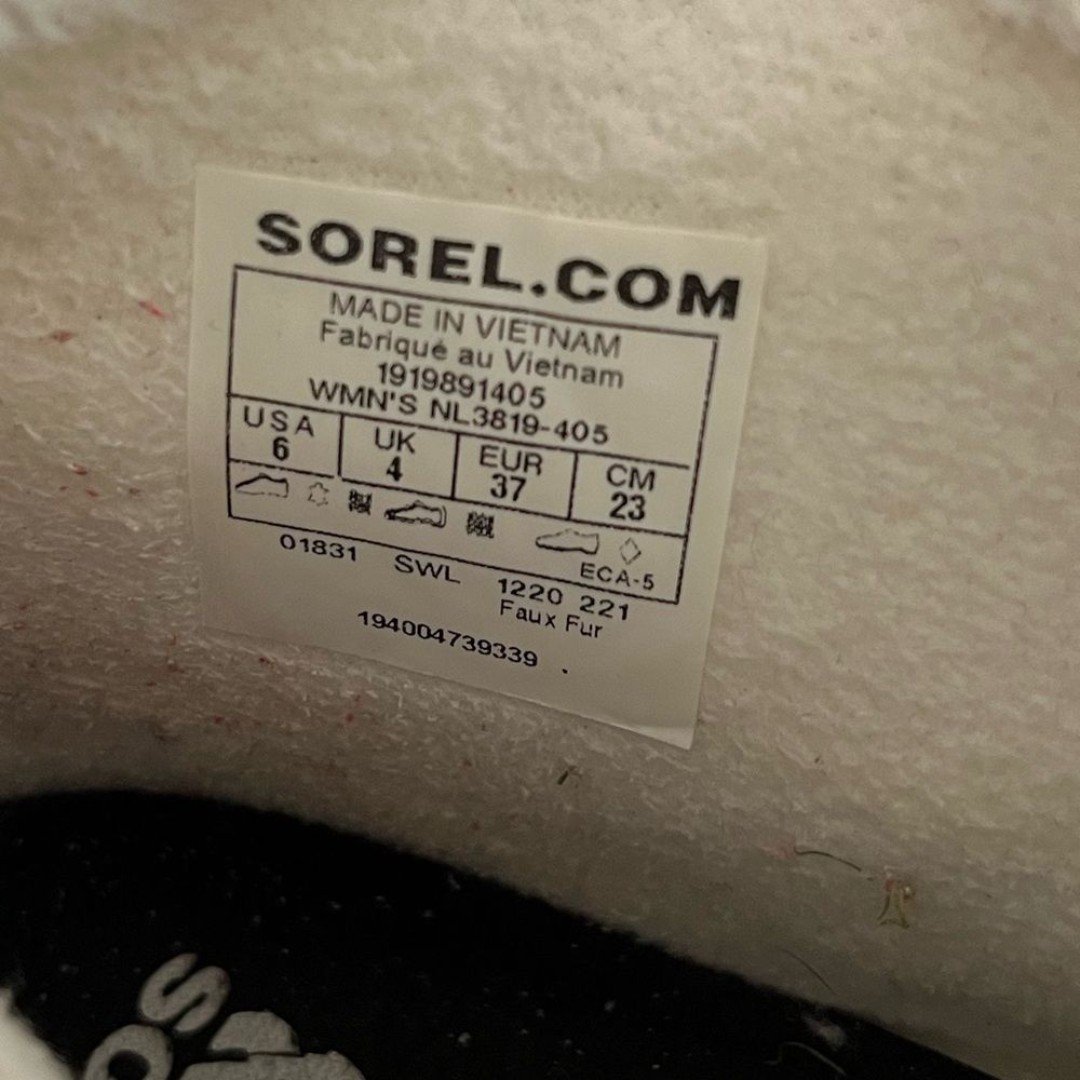 SOREL.COM
MADE IN VIETNAM
Fabriqué au Vietnam
1919891405
WMN'S NL3819-405
USA UK EUR CM
6 4 37 23
ECA-5
01831 SWL 1220 221
Faux Fur
194004739339 .
SO